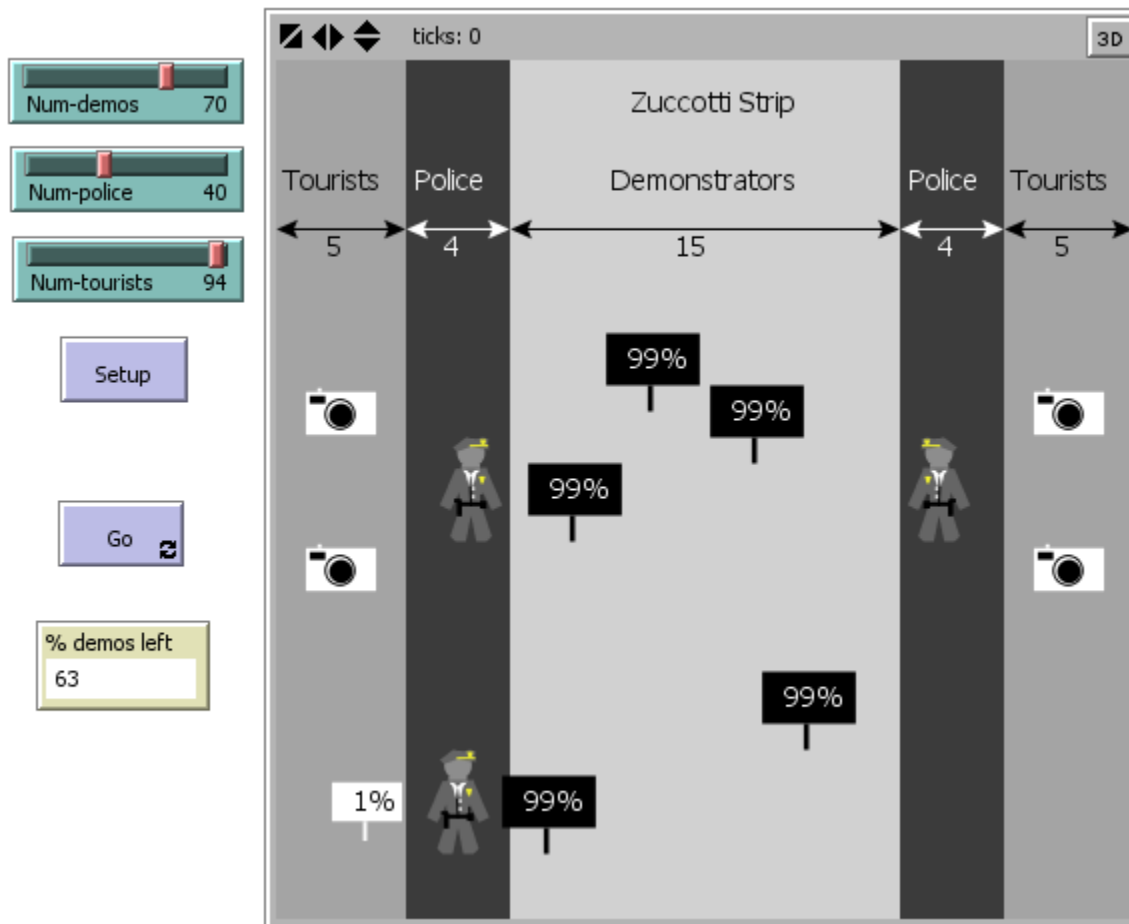 ticks: 0
3D
Num-demos 70
Num-police 40
Num-tourists 94
Setup
Go
% demos left
63
Zuccotti Strip
Tourists Police Demonstrators Police Tourists
5 4 15 4 5
99%
99%
99%
99%
1%
99%